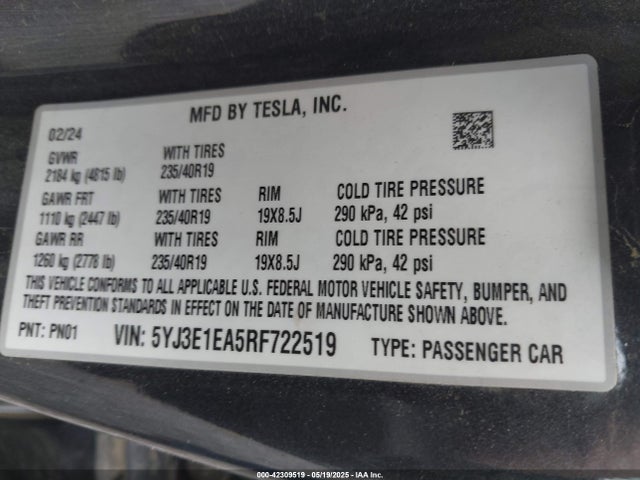 MFD BY TESLA, INC.
02/24
GVWR WITH TIRES
2184 kg (4815 lb) 235/40R19
GAWR FRT WITH TIRES RIM COLD TIRE PRESSURE
1110 kg (2447 lb) 235/40R19 19X8.5J 290 kPa, 42 psi
GAWR RR WITH TIRES RIM COLD TIRE PRESSURE
1260 kg (2778 lb) 235/40R19 19X8.5J 290 kPa, 42 psi
THIS VEHICLE CONFORMS TO ALL APPLICABLE U.S. FEDERAL MOTOR VEHICLE SAFETY, BUMPER, AND
THEFT PREVENTION STANDARDS IN EFFECT ON THE DATE OF MANUFACTURE SHOWN ABOVE.
PNT: PN01 VIN: 5YJ3E1EA5RF722519 TYPE: PASSENGER CAR
000-42309519 - 05/19/2025 - IAA Inc.